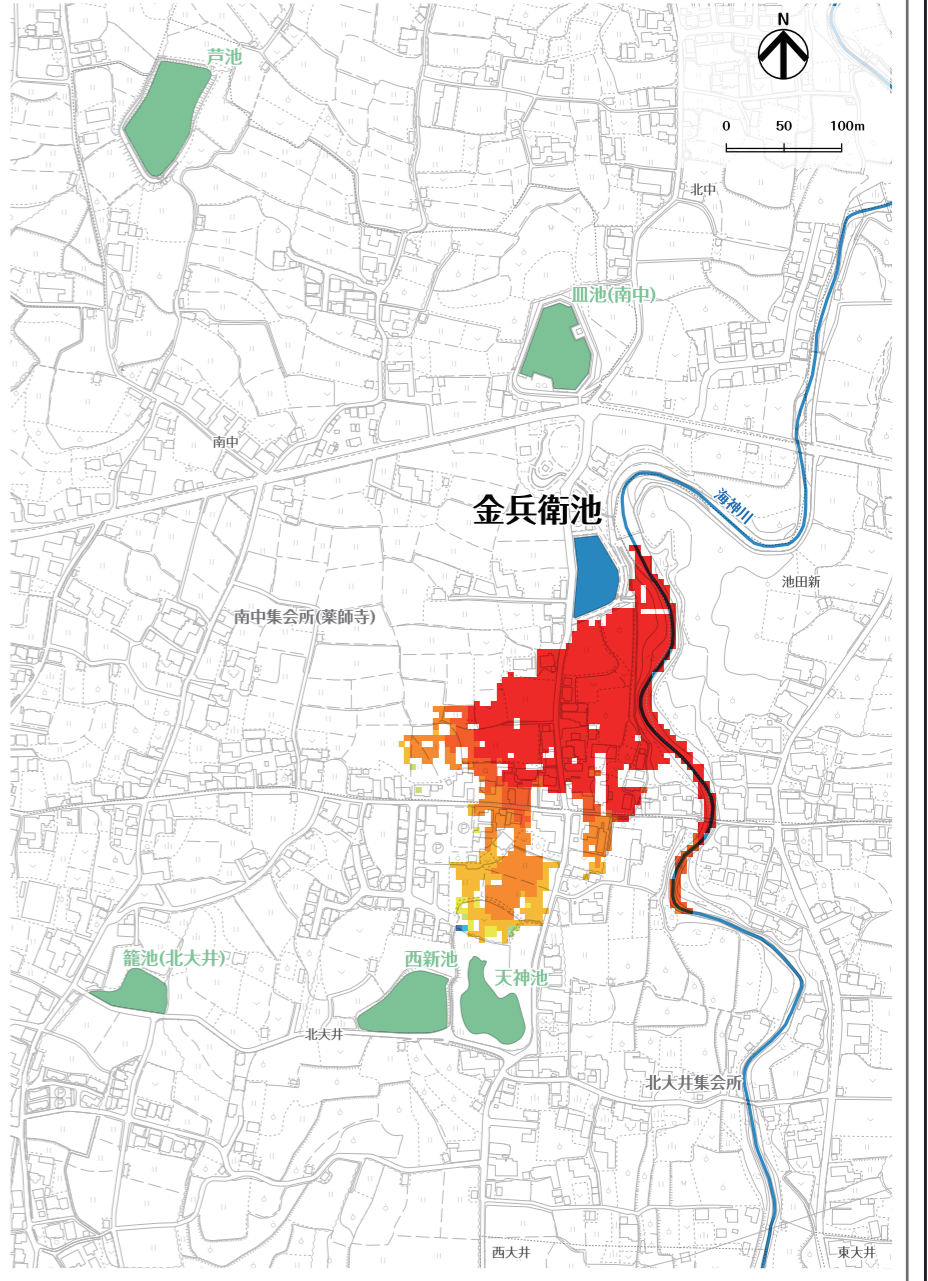 N
芦池
0 50 100m
北中
皿池(南中)
南中
金兵衛池
海神川
池田新
南中集会所(薬師寺)
籠池(北大井)
西新池
天神池
北大井
北大井集会所
西大井
東大井